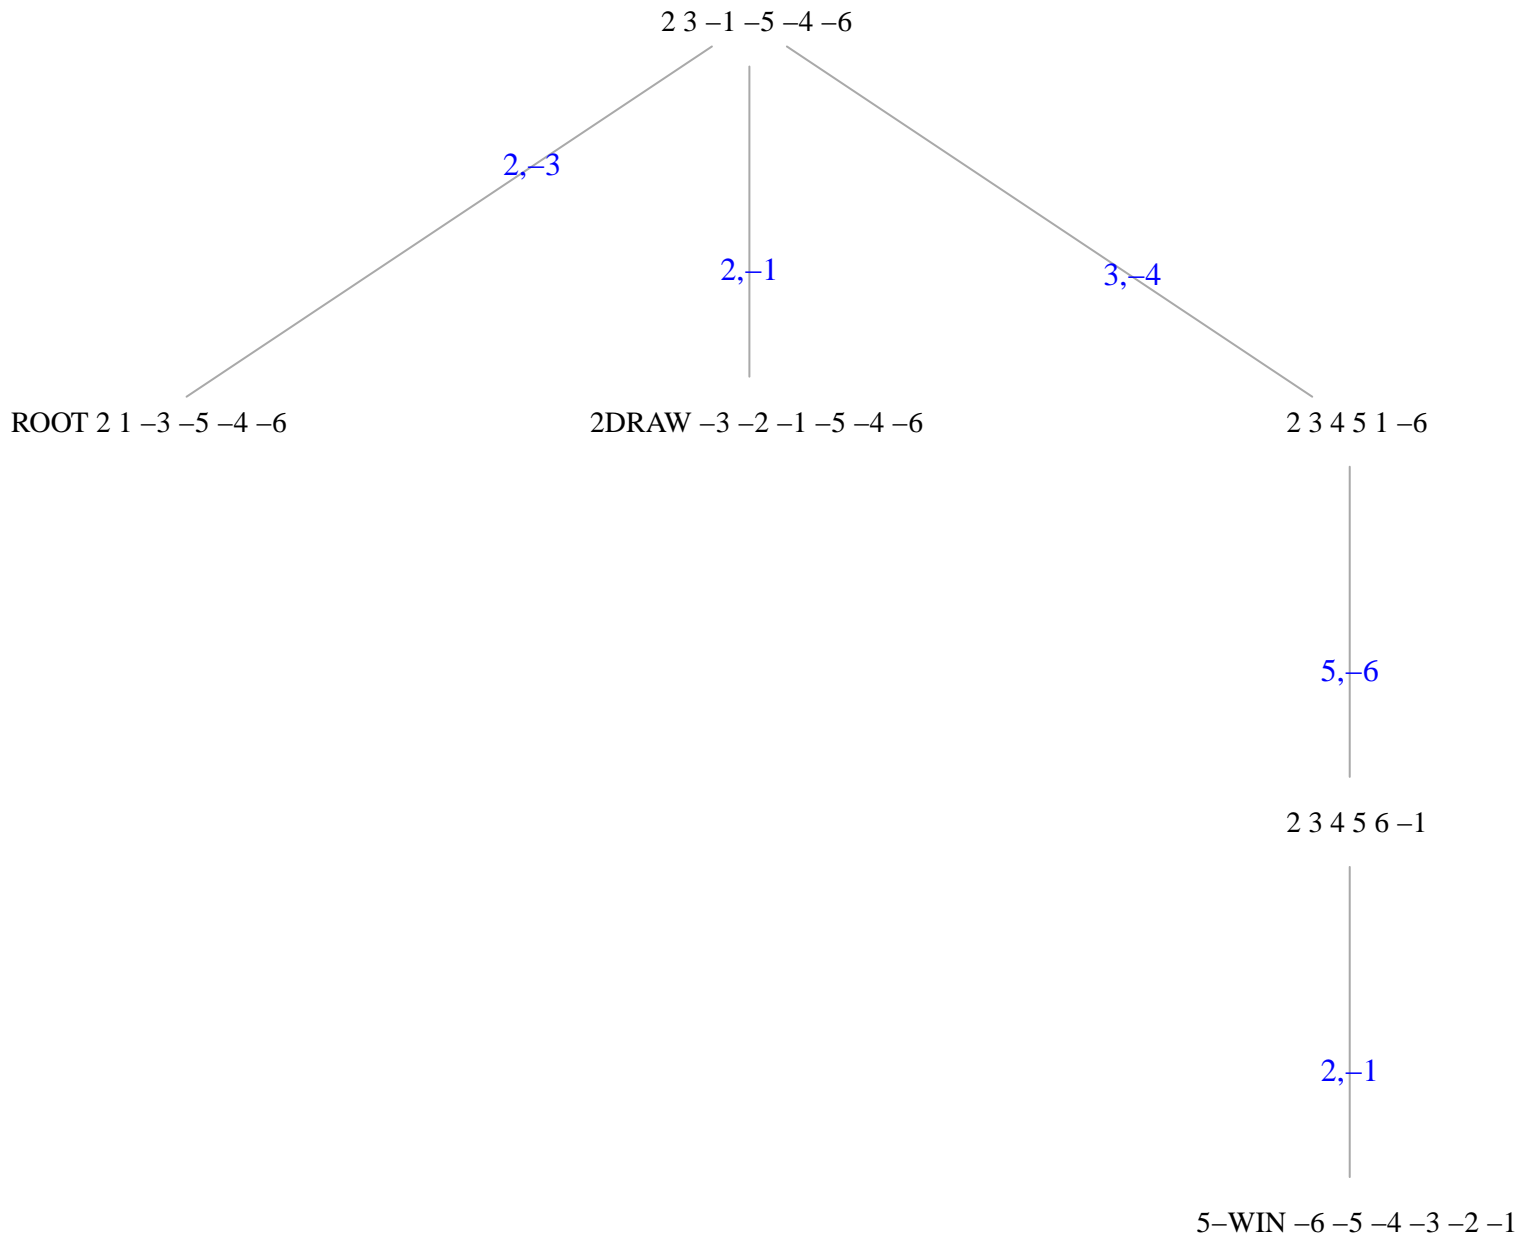 2 3 –1 –5 –4 –6
2,–3
2,–1
3,–4
ROOT 2 1 –3 –5 –4 –6
2DRAW –3 –2 –1 –5 –4 –6
2 3 4 5 1 –6
5,–6
2 3 4 5 6 –1
2,–1
5–WIN –6 –5 –4 –3 –2 –1